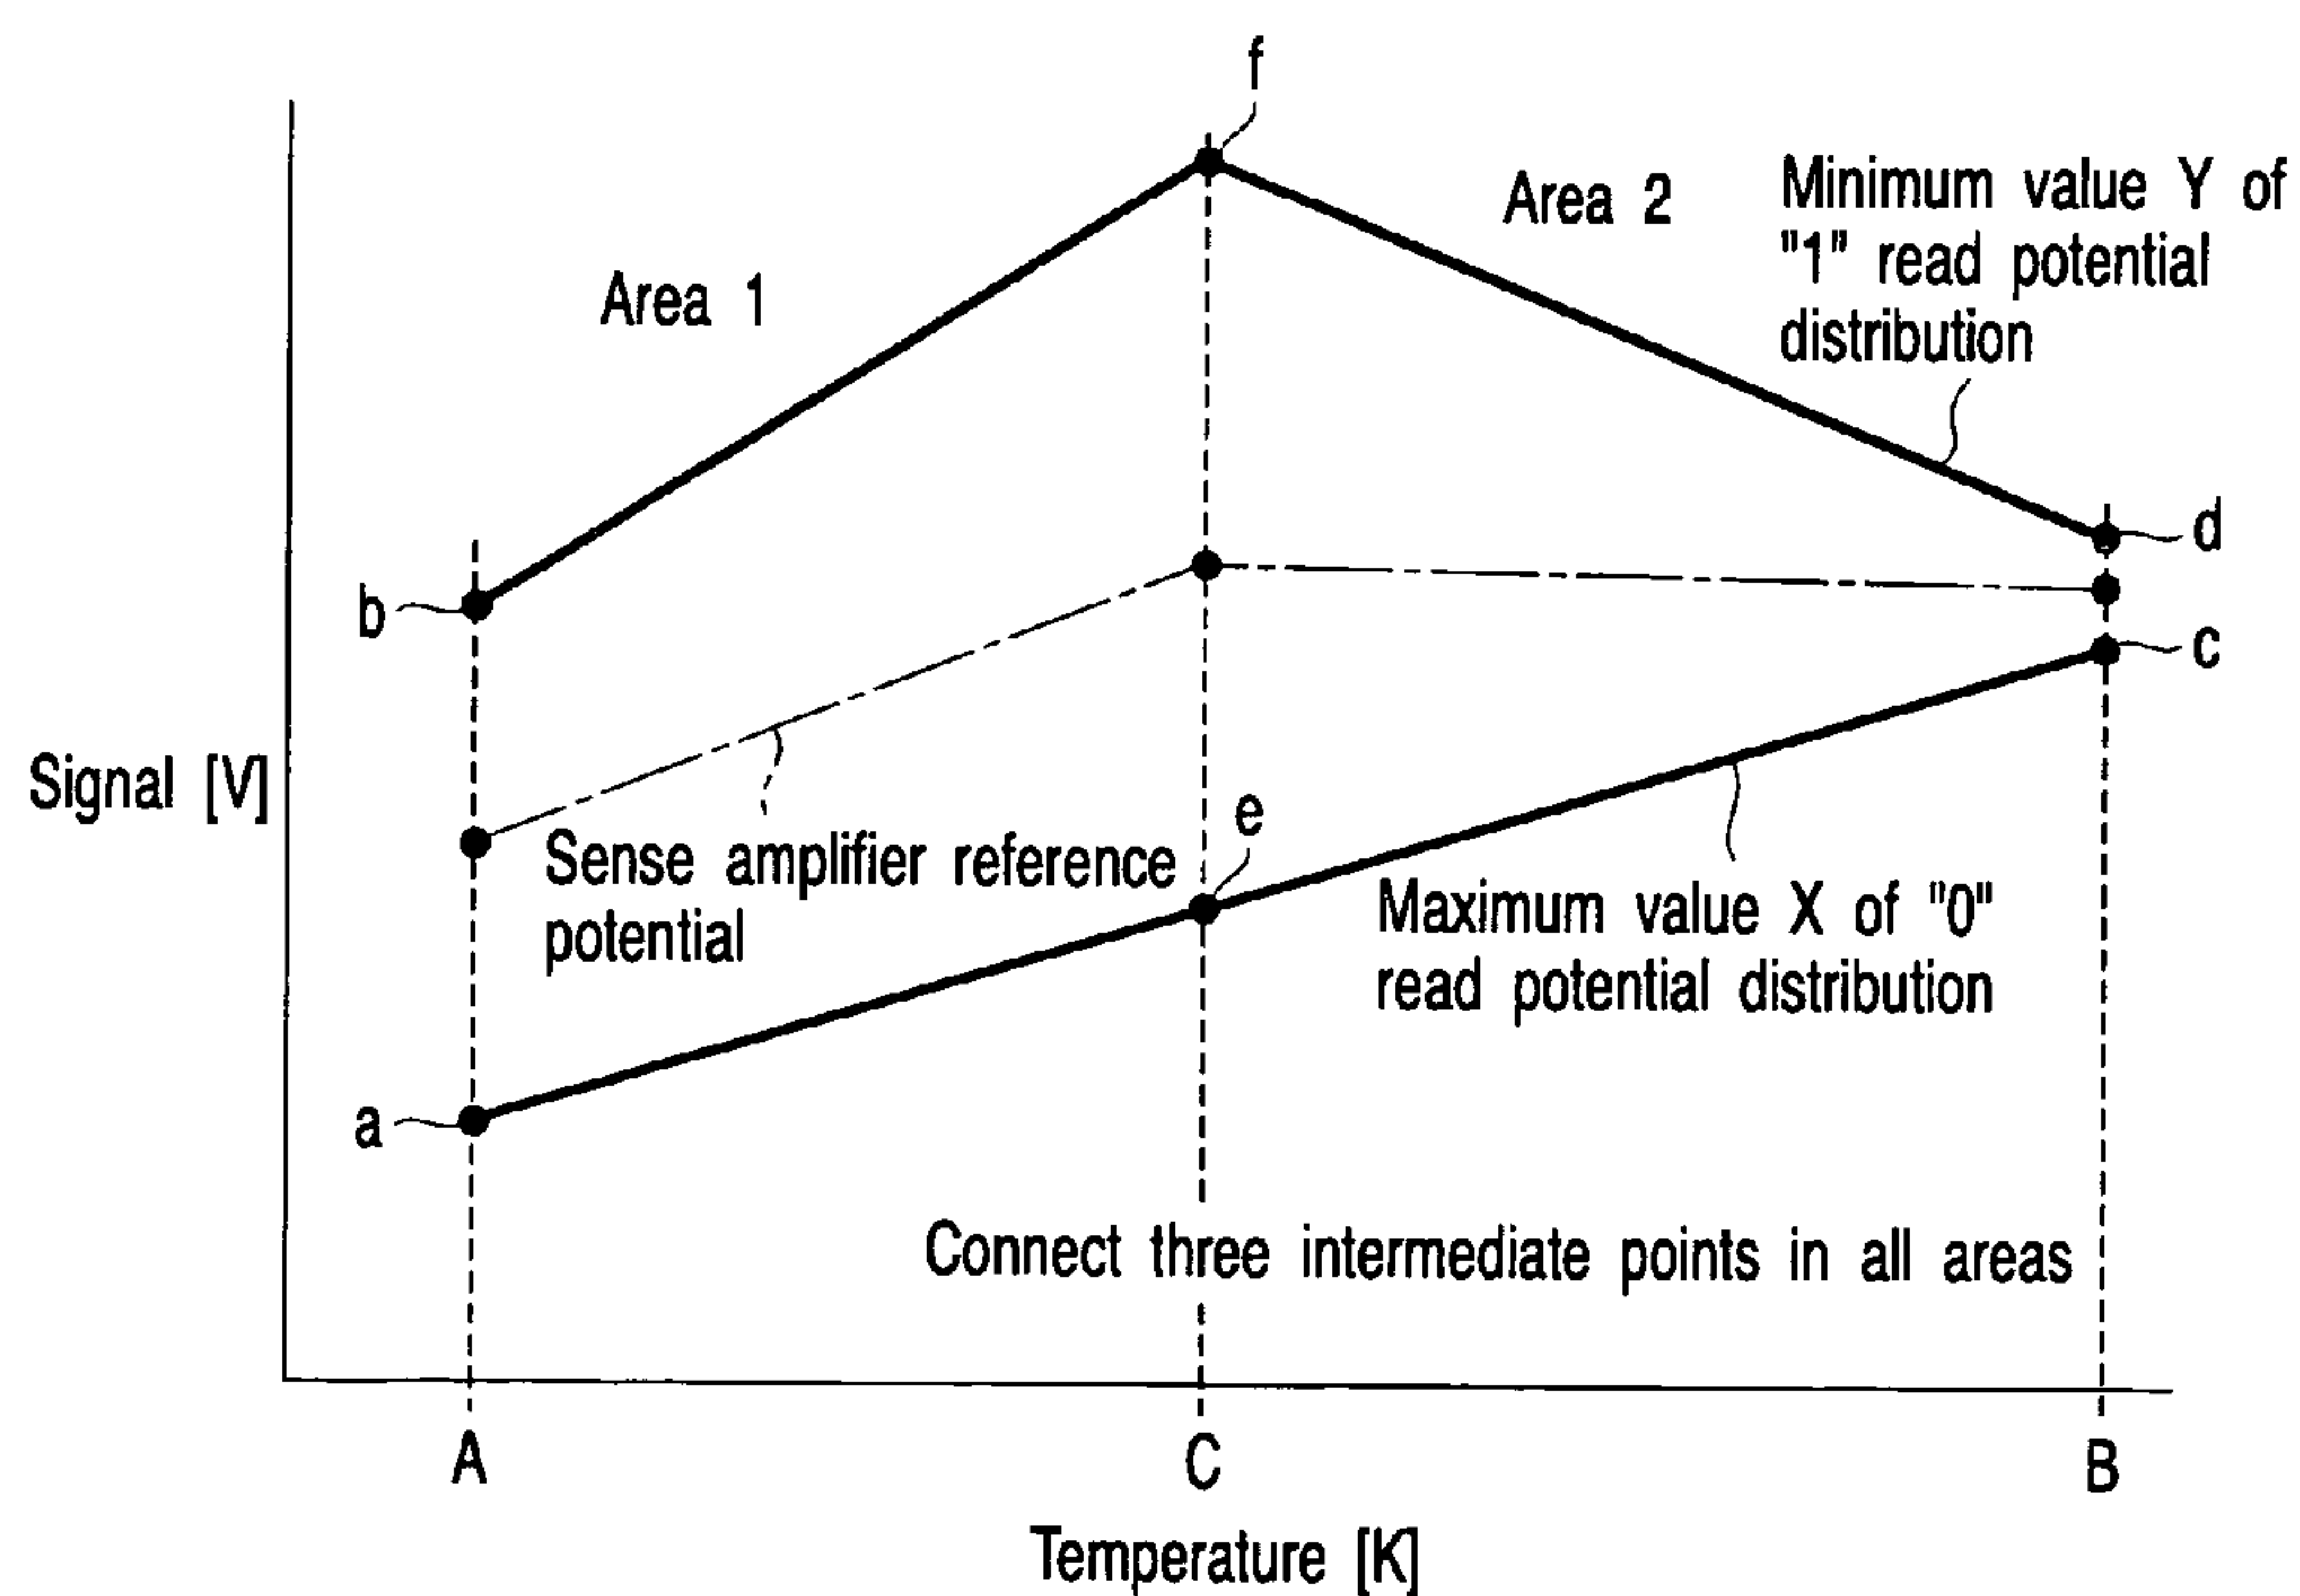 f
Area 1
Area 2
Minimum value Y of
"1" read potential
distribution
b
d
c
Signal [V]
Sense amplifier reference
potential
e
Maximum value X of "0"
read potential distribution
a
Connect three intermediate points in all areas
A
C
B
Temperature [K]